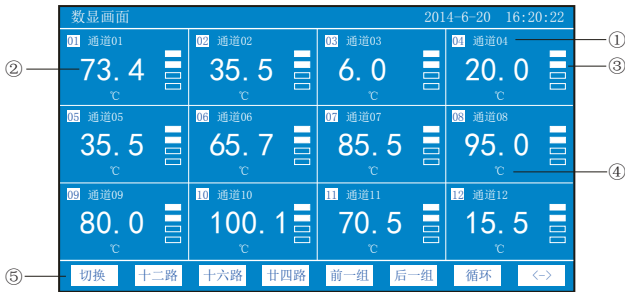 数显画面 2014-6-20 16:20:22
01 通道01 02 通道02 03 通道03 04 通道04 ①
② 73.4 35.5 6.0 20.0 ③
℃ ℃ ℃ ℃
05 通道05 06 通道06 07 通道07 08 通道08
35.5 65.7 85.5 95.0
℃ ℃ ℃ ℃ ④
09 通道09 10 通道10 11 通道11 12 通道12
80.0 100.1 70.5 15.5
℃ ℃ ℃ ℃
⑤ 切换 十二路 十六路 廿四路 前一组 后一组 循环 <->